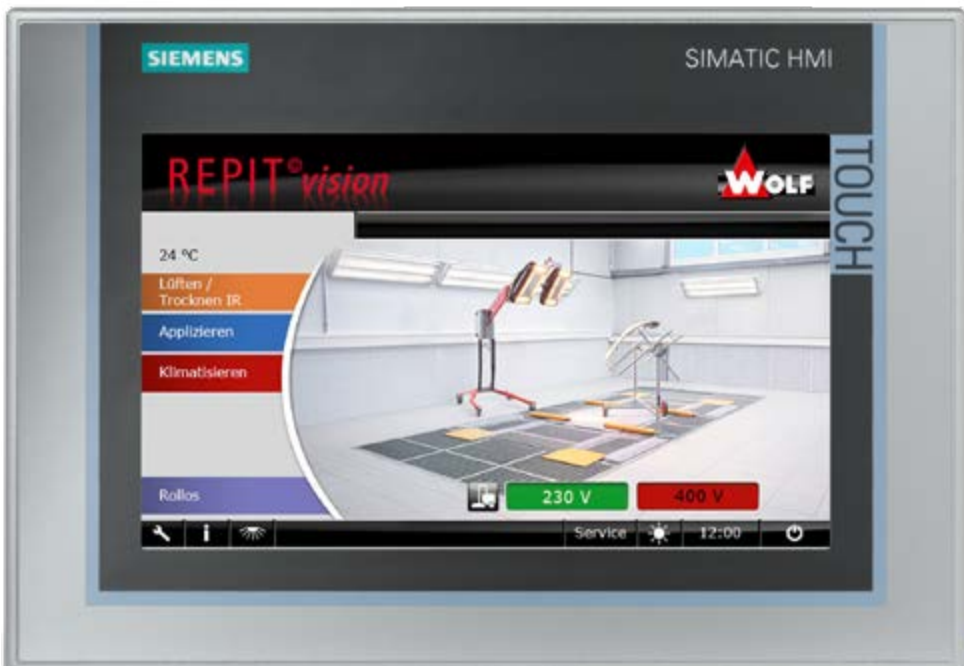 SIEMENS
SIMATIC HMI
TOUCH
REPIT® vision
WOLF
24 °C
Lüften /
Trocknen IR
Applizieren
Klimatisieren
Rollos
230 V
400 V
i
Service
12:00